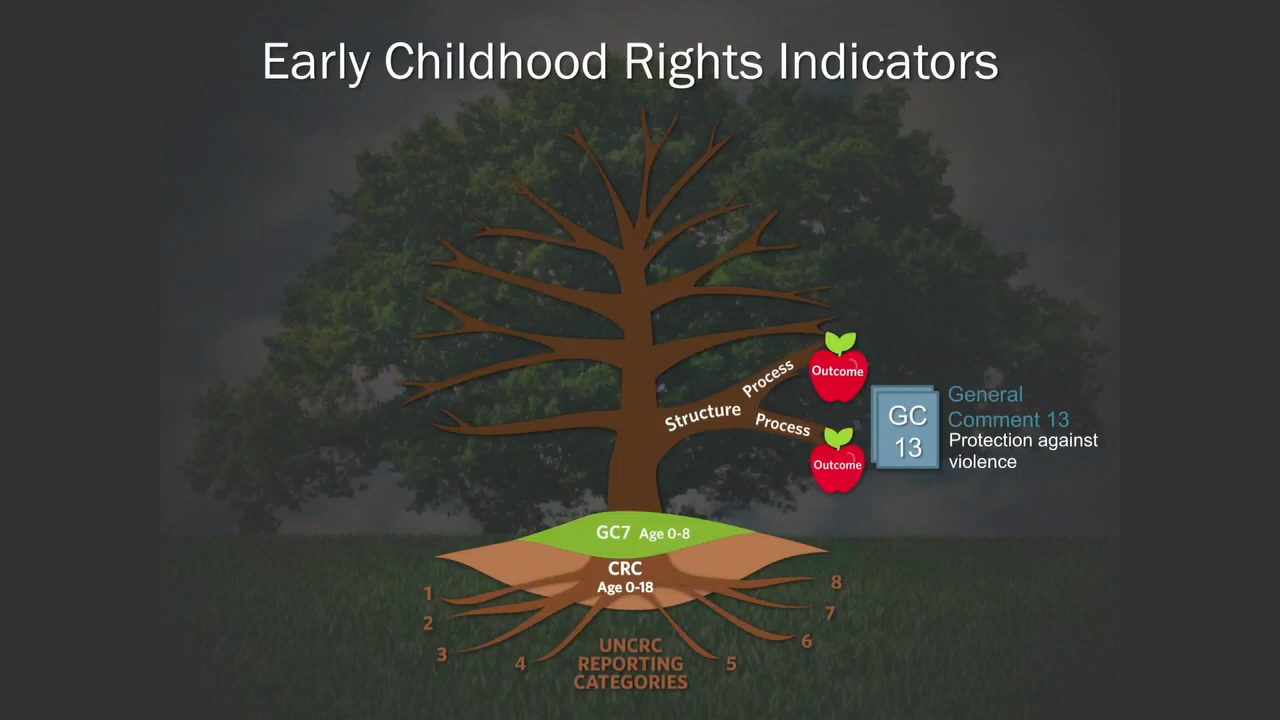 Early Childhood Rights Indicators
Process
Outcome
Structure
Process
Outcome
GC
13
General
Comment 13
Protection against
violence
GC7 Age 0-8
CRC
Age 0-18
1
2
3
4
5
6
7
8
UNCRC
REPORTING
CATEGORIES